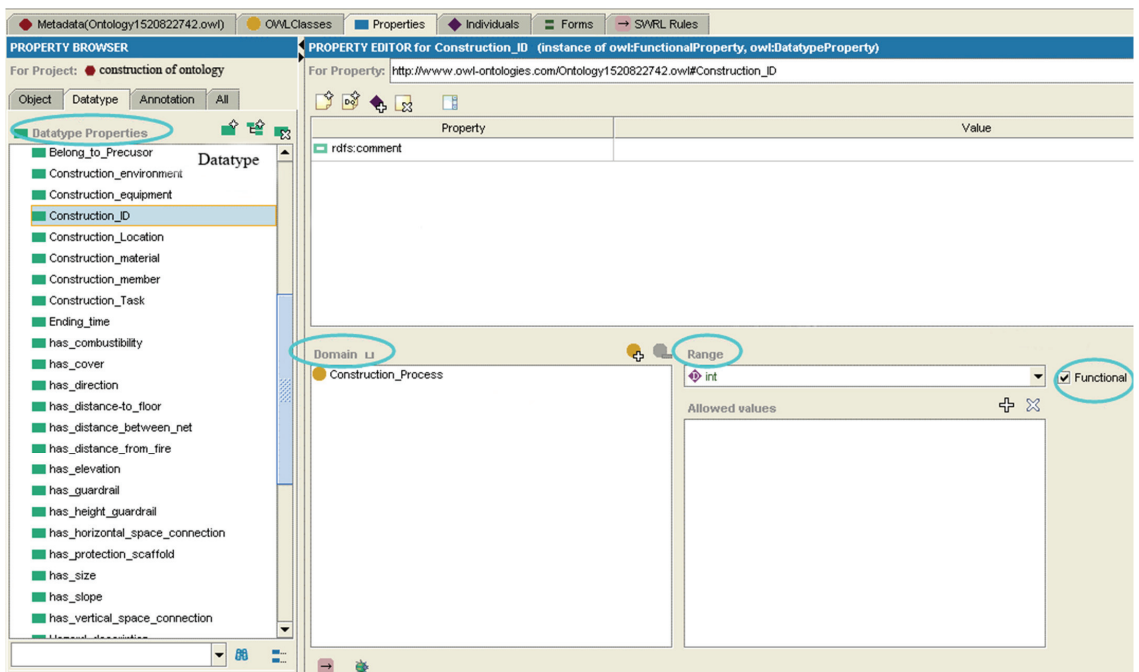 Metadata(Ontology1520822742.owl) OWLClasses Properties Individuals Forms SWRL Rules
PROPERTY BROWSER
For Project: construction of ontology
Object Datatype Annotation All
Datatype Properties
Belong_to_Precusor
Datatype
Construction_environment
Construction_equipment
Construction_ID
Construction_Location
Construction_material
Construction_member
Construction_Task
Ending_time
has_combustibility
has_cover
has_direction
has_distance-to_floor
has_distance_between_net
has_distance_from_fire
has_elevation
has_guardrail
has_height_guardrail
has_horizontal_space_connection
has_protection_scaffold
has_size
has_slope
has_vertical_space_connection
PROPERTY EDITOR for Construction_ID (instance of owl:FunctionalProperty, owl:DatatypeProperty)
For Property: http://www.owl-ontologies.com/Ontology1520822742.owl#Construction_ID
Property Value
rdfs:comment
Domain ⊔
Construction_Process
Range
int
Functional
Allowed values